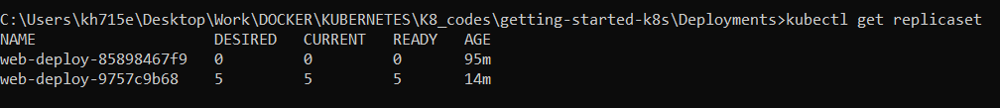 C:\Users\kh715e\Desktop\Work\DOCKER\KUBERNETES\K8_codes\getting-started-k8s\Deployments>kubectl get replicaset
NAME DESIRED CURRENT READY AGE
web-deploy-85898467f9 0 0 0 95m
web-deploy-9757c9b68 5 5 5 14m